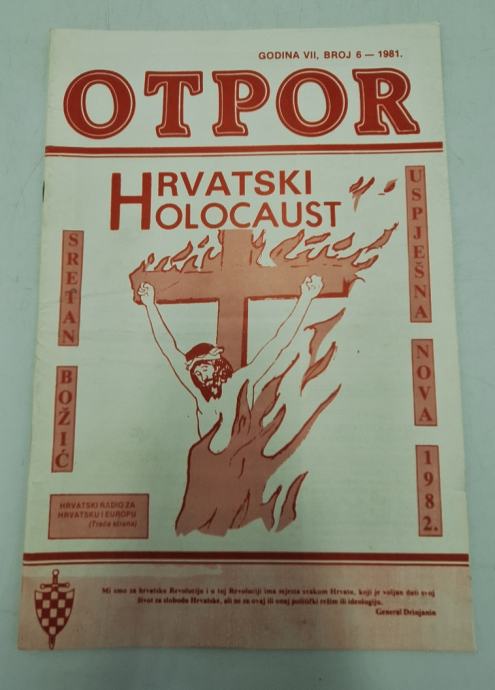 GODINA VII, BROJ 6 — 1981.
OTPOR
HRVATSKI
HOLOCAUST
SRETAN
BOŽIĆ
USPJEŠNA
NOVA
1982.
HRVATSKI RADIO ZA
HRVATSKU I EUROPU
(Treća strana)
Mi smo za hrvatsku Revoluciju i u toj Revoluciji ima mjesta svakom Hrvatu, koji je voljan dati svoj
život za slobodu Hrvatske, ali ne za ovaj ili onaj politički režim ili ideologiju.
General Drinjanin